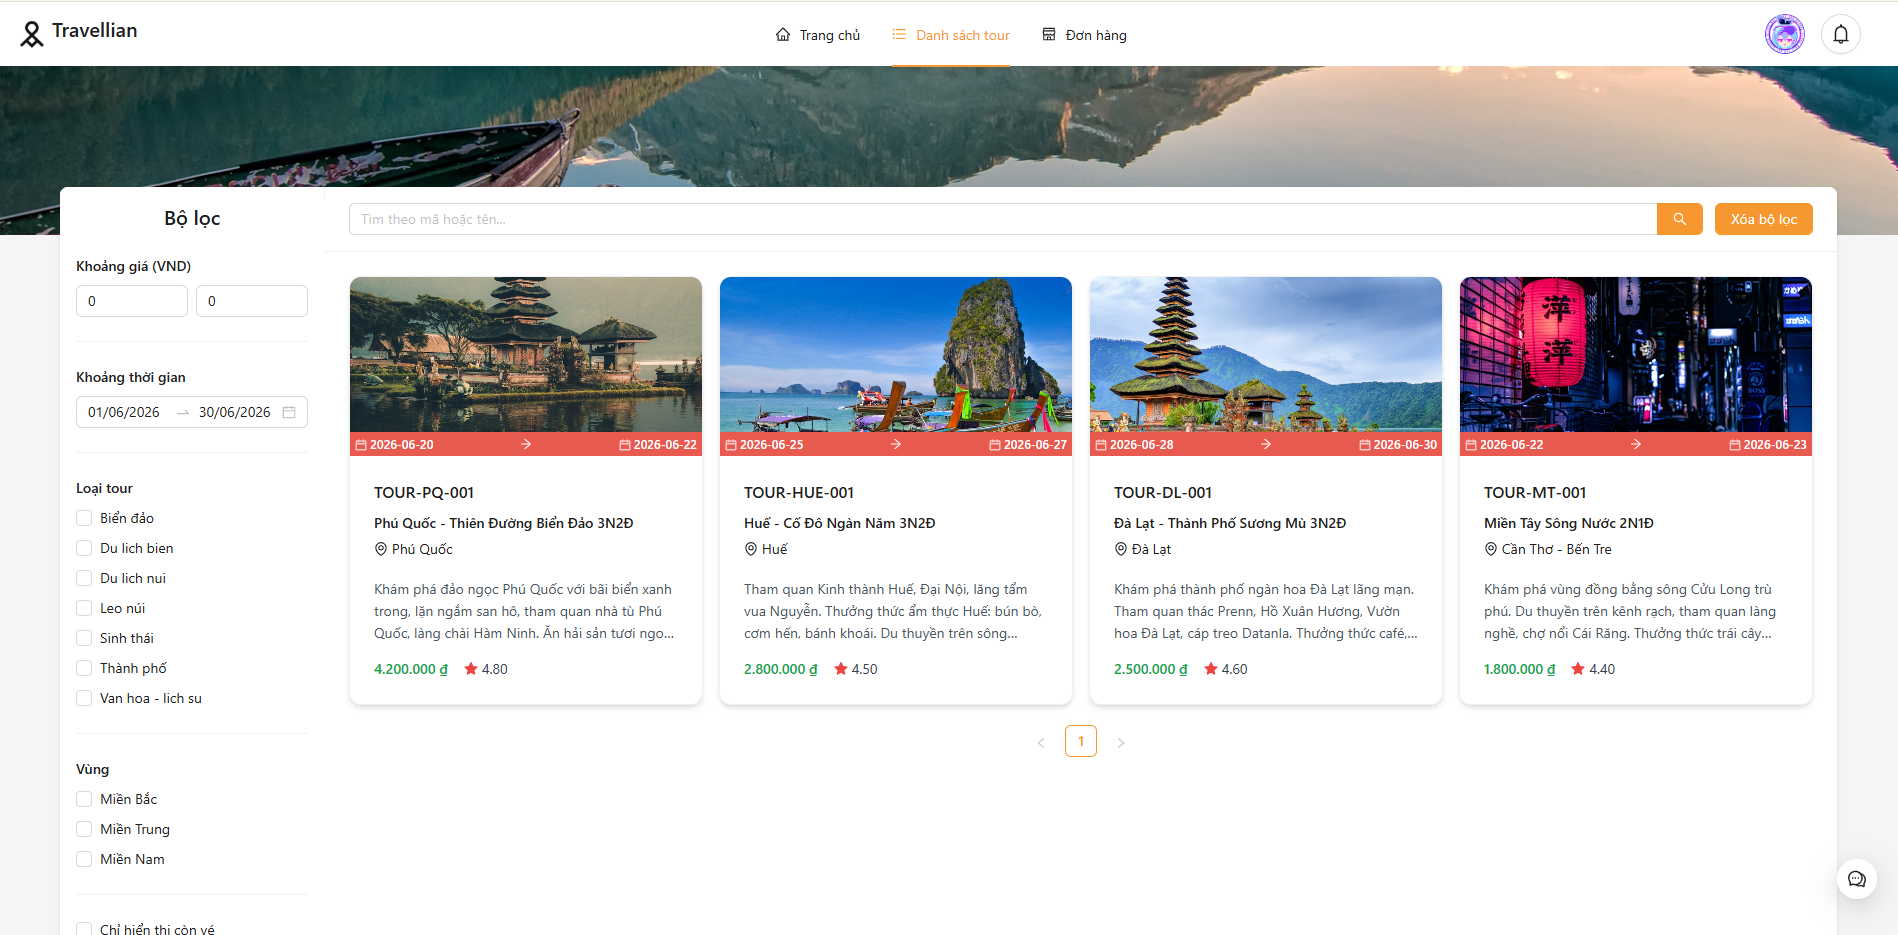 Travellian
Trang chủ
Danh sách tour
Đơn hàng
Bộ lọc
Tìm theo mã hoặc tên...
Xóa bộ lọc
Khoảng giá (VND)
0
0
Khoảng thời gian
01/06/2026
30/06/2026
Loại tour
Biển đảo
Du lich bien
Du lich nui
Leo núi
Sinh thái
Thành phố
Van hoa - lich su
Vùng
Miền Bắc
Miền Trung
Miền Nam
Chỉ hiển thị còn vé
2026-06-20
2026-06-22
TOUR-PQ-001
Phú Quốc - Thiên Đường Biển Đảo 3N2Đ
Phú Quốc
Khám phá đảo ngọc Phú Quốc với bãi biển xanh
trong, lặn ngắm san hô, tham quan nhà tù Phú
Quốc, làng chài Hàm Ninh. Ăn hải sản tươi ngo...
4.200.000 ₫
4.80
2026-06-25
2026-06-27
TOUR-HUE-001
Huế - Cố Đô Ngàn Năm 3N2Đ
Huế
Tham quan Kinh thành Huế, Đại Nội, lăng tẩm
vua Nguyễn. Thưởng thức ẩm thực Huế: bún bò,
cơm hến, bánh khoái. Du thuyền trên sông...
2.800.000 ₫
4.50
2026-06-28
2026-06-30
TOUR-DL-001
Đà Lạt - Thành Phố Sương Mù 3N2Đ
Đà Lạt
Khám phá thành phố ngàn hoa Đà Lạt lãng mạn.
Tham quan thác Prenn, Hồ Xuân Hương, Vườn
hoa Đà Lạt, cáp treo Datanla. Thưởng thức café,...
2.500.000 ₫
4.60
萍
萍
BOSS
2026-06-22
2026-06-23
TOUR-MT-001
Miền Tây Sông Nước 2N1Đ
Cần Thơ - Bến Tre
Khám phá vùng đồng bằng sông Cửu Long trù
phú. Du thuyền trên kênh rạch, tham quan làng
nghề, chợ nổi Cái Răng. Thưởng thức trái cây...
1.800.000 ₫
4.40
1